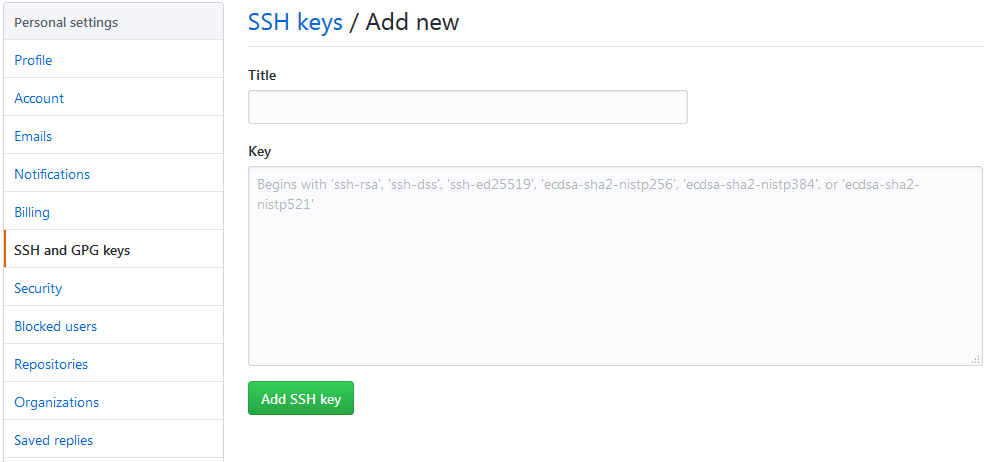 Personal settings
Profile
Account
Emails
Notifications
Billing
SSH and GPG keys
Security
Blocked users
Repositories
Organizations
Saved replies
SSH keys / Add new
Title
Key
Begins with 'ssh-rsa', 'ssh-dss', 'ssh-ed25519', 'ecdsa-sha2-nistp256', 'ecdsa-sha2-nistp384', or 'ecdsa-sha2-
nistp521'
Add SSH key